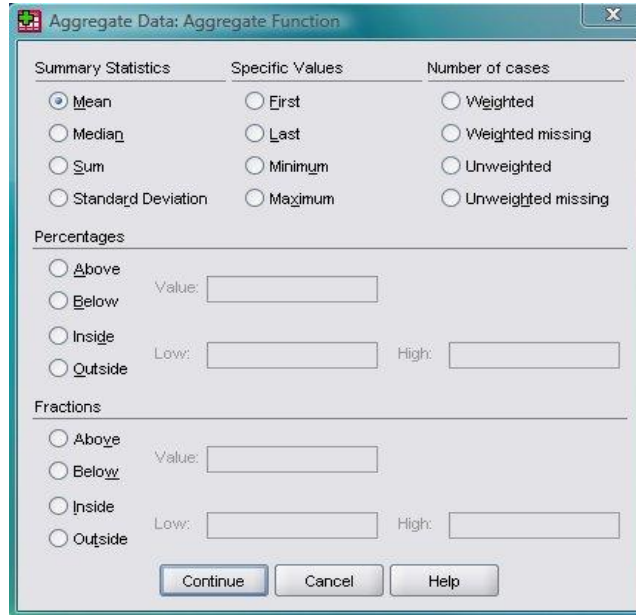 Aggregate Data: Aggregate Function
Summary Statistics
Mean
Median
Sum
Standard Deviation
Specific Values
First
Last
Minimum
Maximum
Number of cases
Weighted
Weighted missing
Unweighted
Unweighted missing
Percentages
Above
Below
Value:
Inside
Outside
Low:
High:
Fractions
Above
Below
Value:
Inside
Outside
Low:
High:
Continue
Cancel
Help